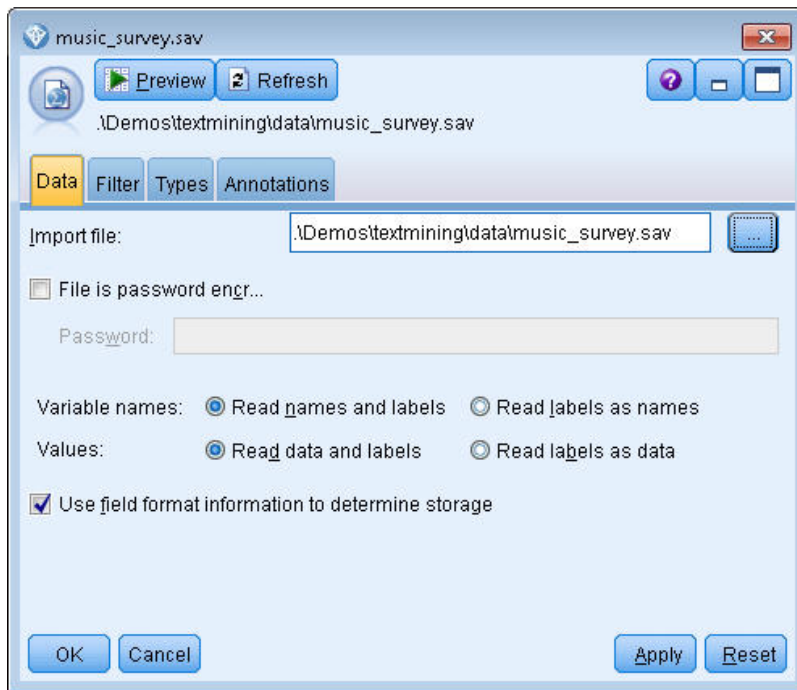 music_survey.sav
Preview Refresh
.\Demos\textmining\data\music_survey.sav
Data Filter Types Annotations
Import file: .\Demos\textmining\data\music_survey.sav ...
File is password encr...
Password:
Variable names: Read names and labels Read labels as names
Values: Read data and labels Read labels as data
Use field format information to determine storage
OK Cancel Apply Reset